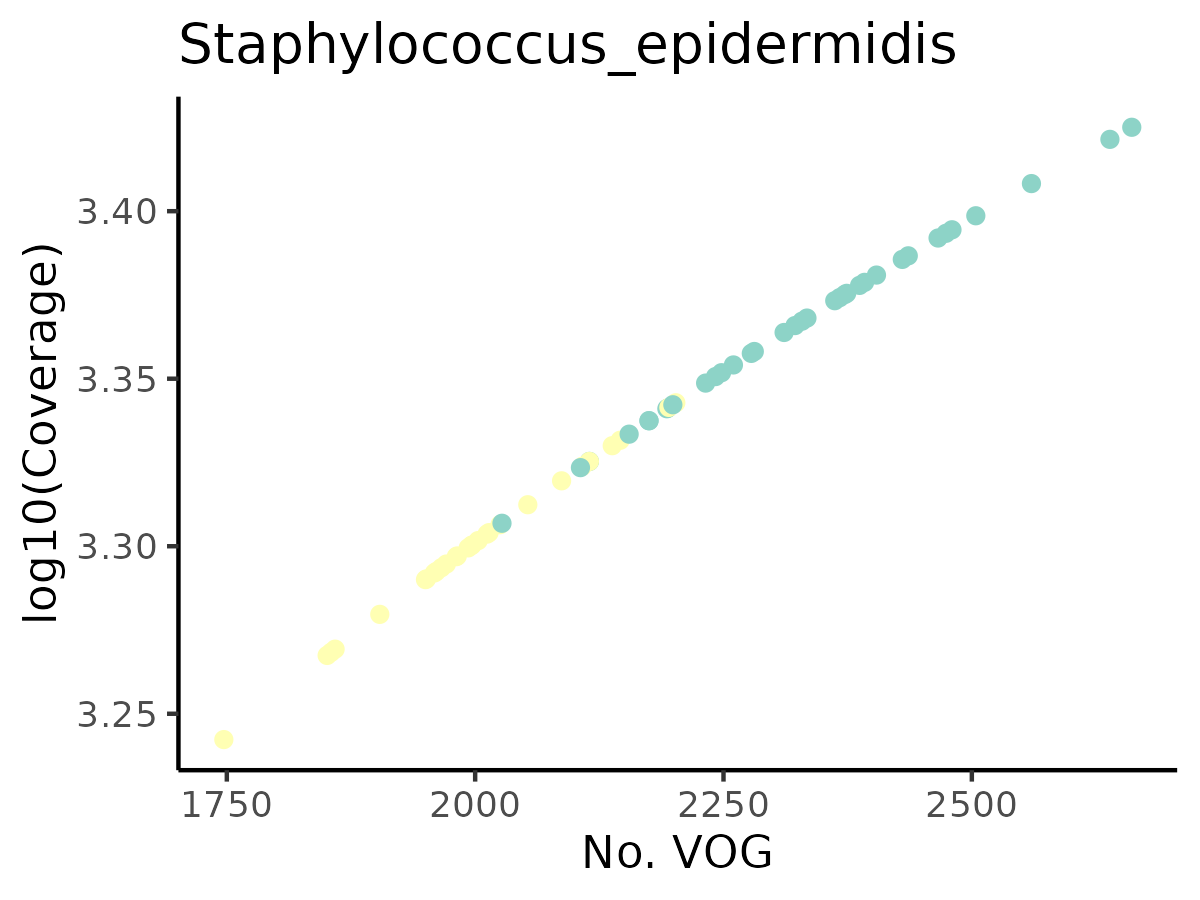 Staphylococcus_epidermidis
log10(Coverage)
3.40
3.35
3.30
3.25
1750 2000 2250 2500
No. VOG